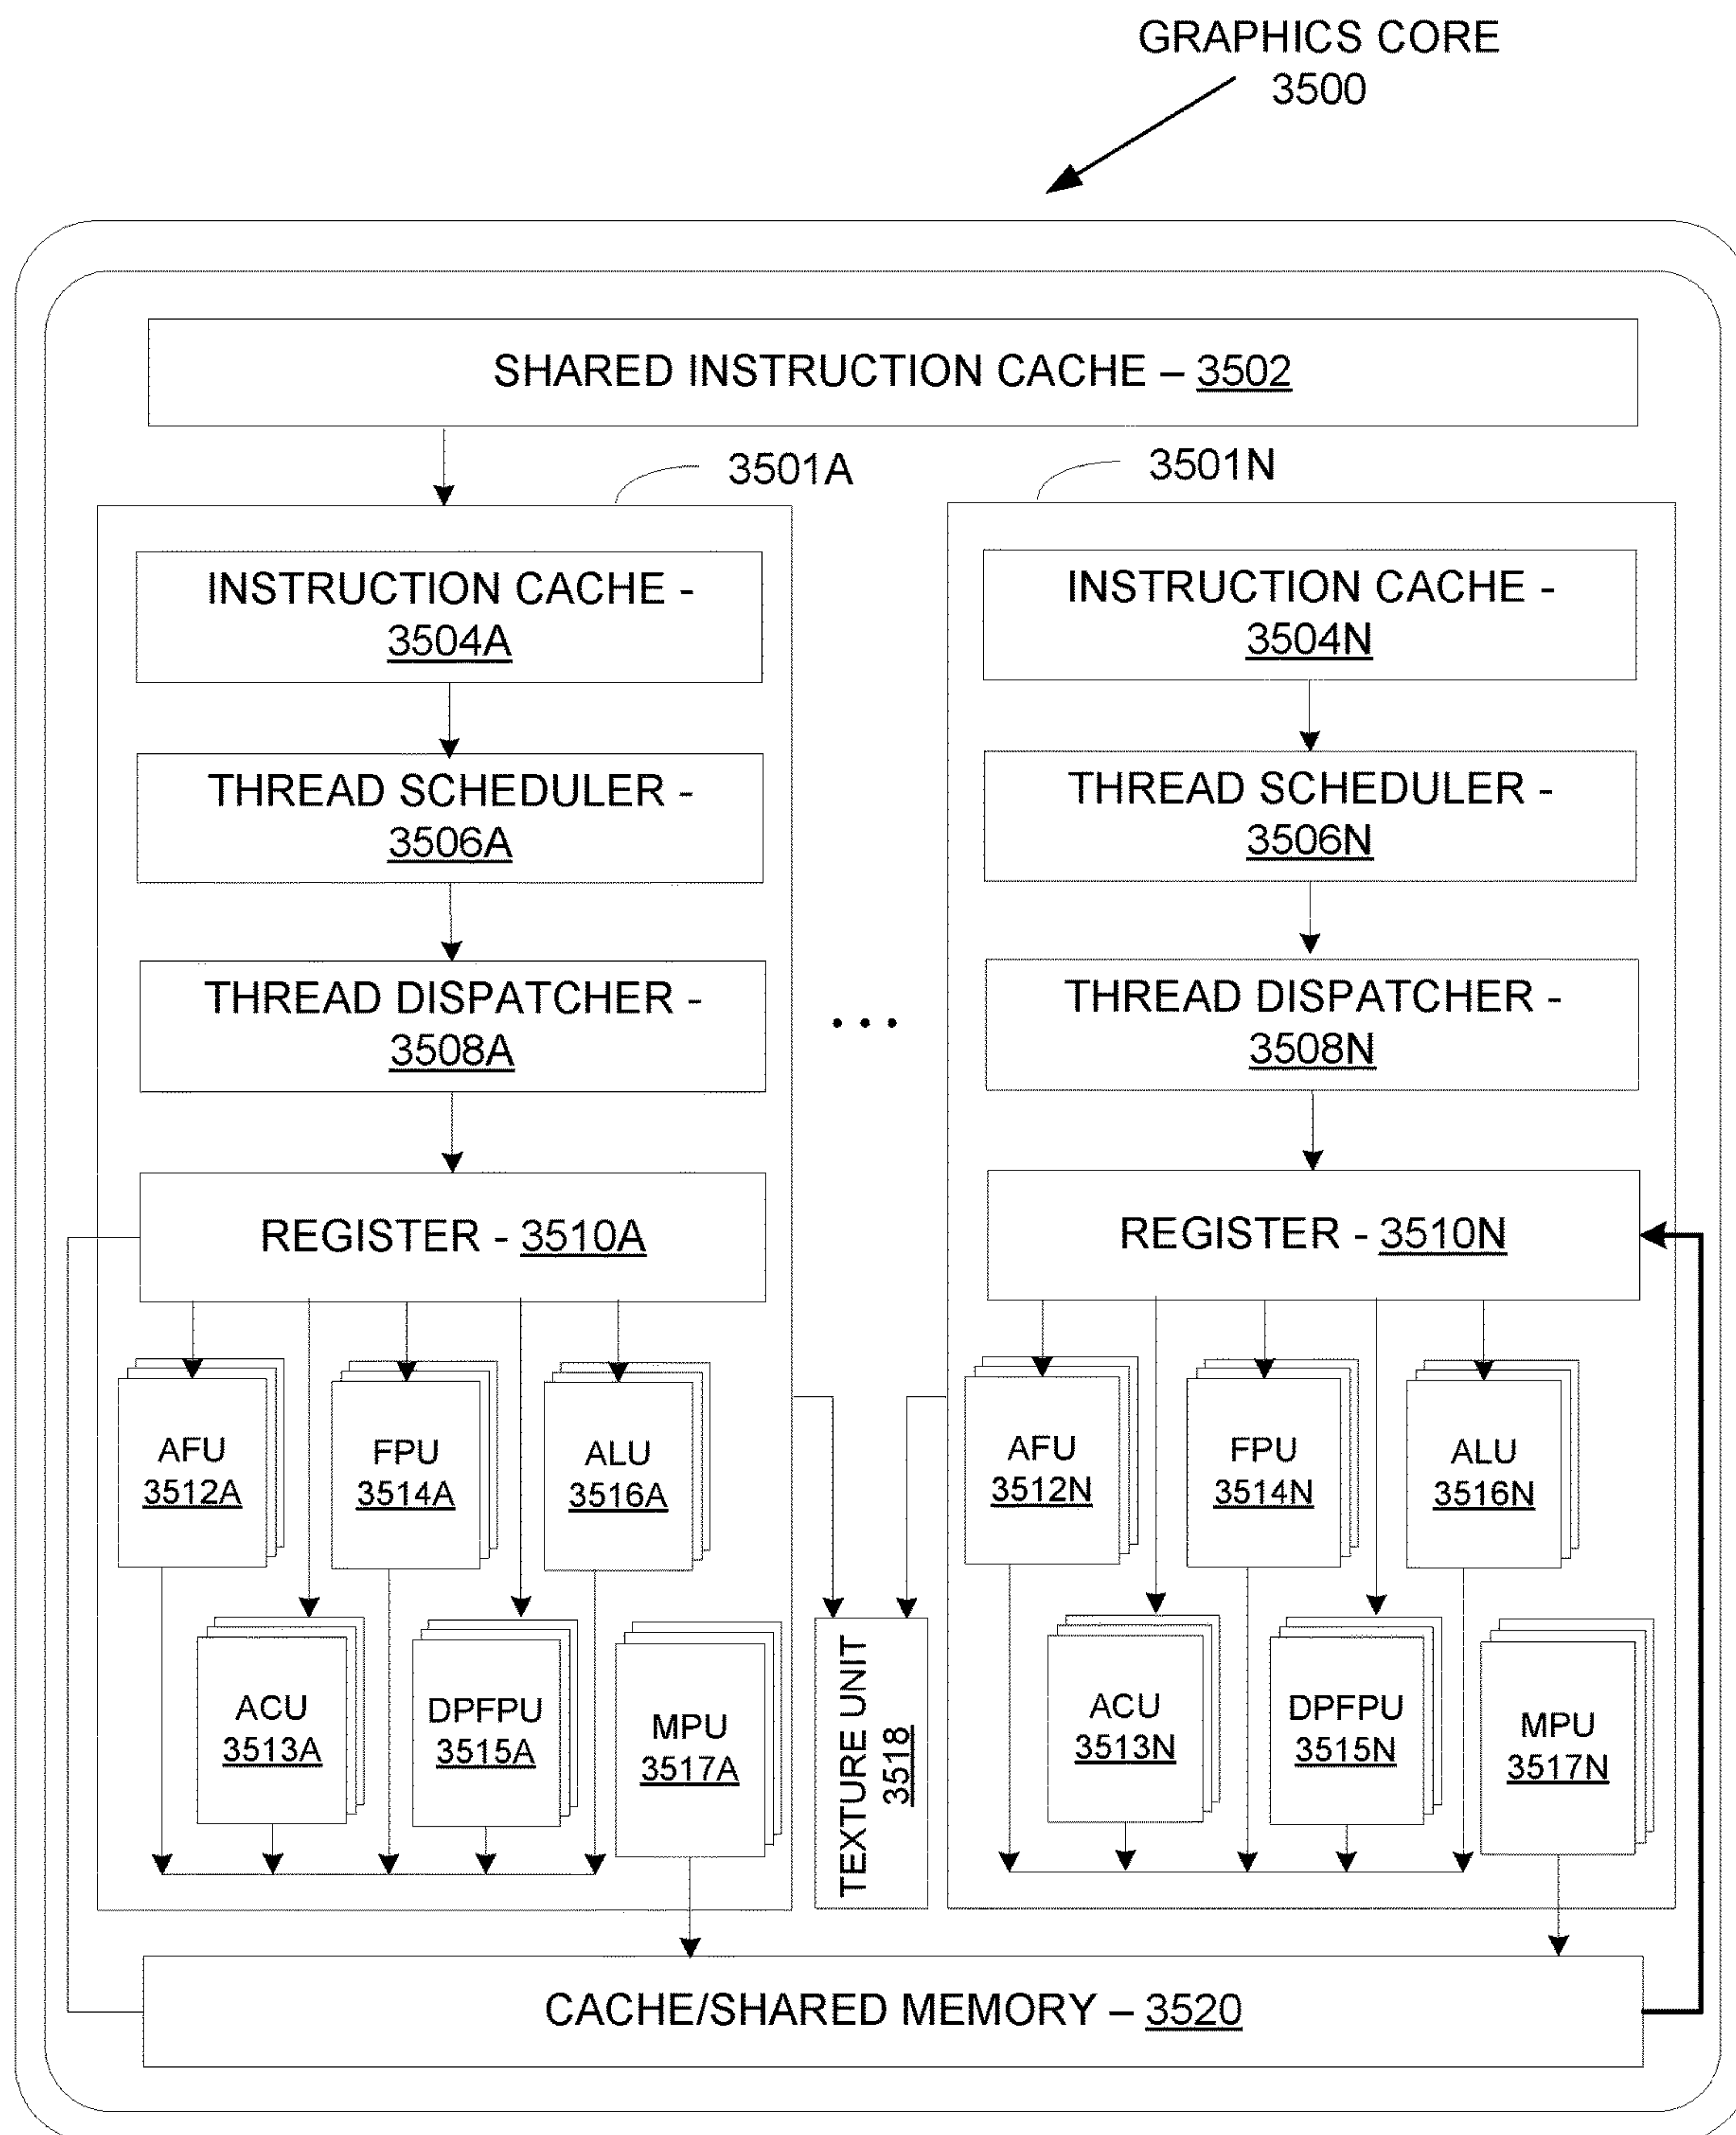 GRAPHICS CORE
3500
SHARED INSTRUCTION CACHE – 3502
3501A
3501N
INSTRUCTION CACHE -
3504A
THREAD SCHEDULER -
3506A
THREAD DISPATCHER -
3508A
REGISTER - 3510A
AFU
3512A
FPU
3514A
ALU
3516A
ACU
3513A
DPFPU
3515A
MPU
3517A
...
TEXTURE UNIT
3518
INSTRUCTION CACHE -
3504N
THREAD SCHEDULER -
3506N
THREAD DISPATCHER -
3508N
REGISTER - 3510N
AFU
3512N
FPU
3514N
ALU
3516N
ACU
3513N
DPFPU
3515N
MPU
3517N
CACHE/SHARED MEMORY – 3520